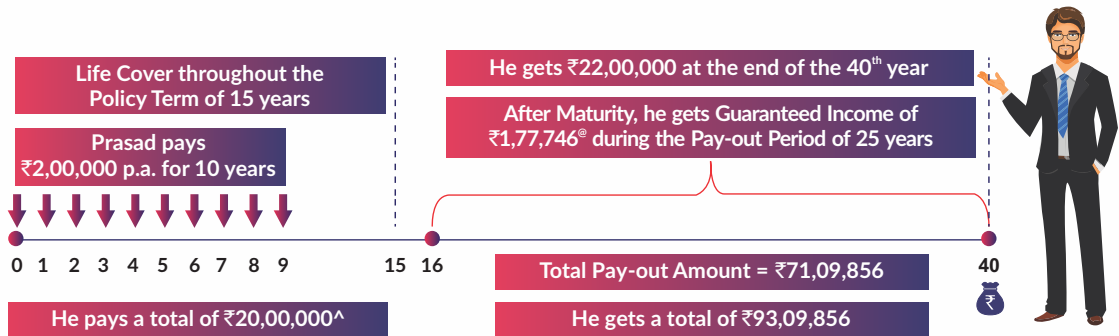 Life Cover throughout the
Policy Term of 15 years
Prasad pays
₹2,00,000 p.a. for 10 years
He gets ₹22,00,000 at the end of the 40th year
After Maturity, he gets Guaranteed Income of
₹1,77,746@ during the Pay-out Period of 25 years
0 1 2 3 4 5 6 7 8 9 15 16 40
Total Pay-out Amount = ₹71,09,856
₹
He pays a total of ₹20,00,000^
He gets a total of ₹93,09,856